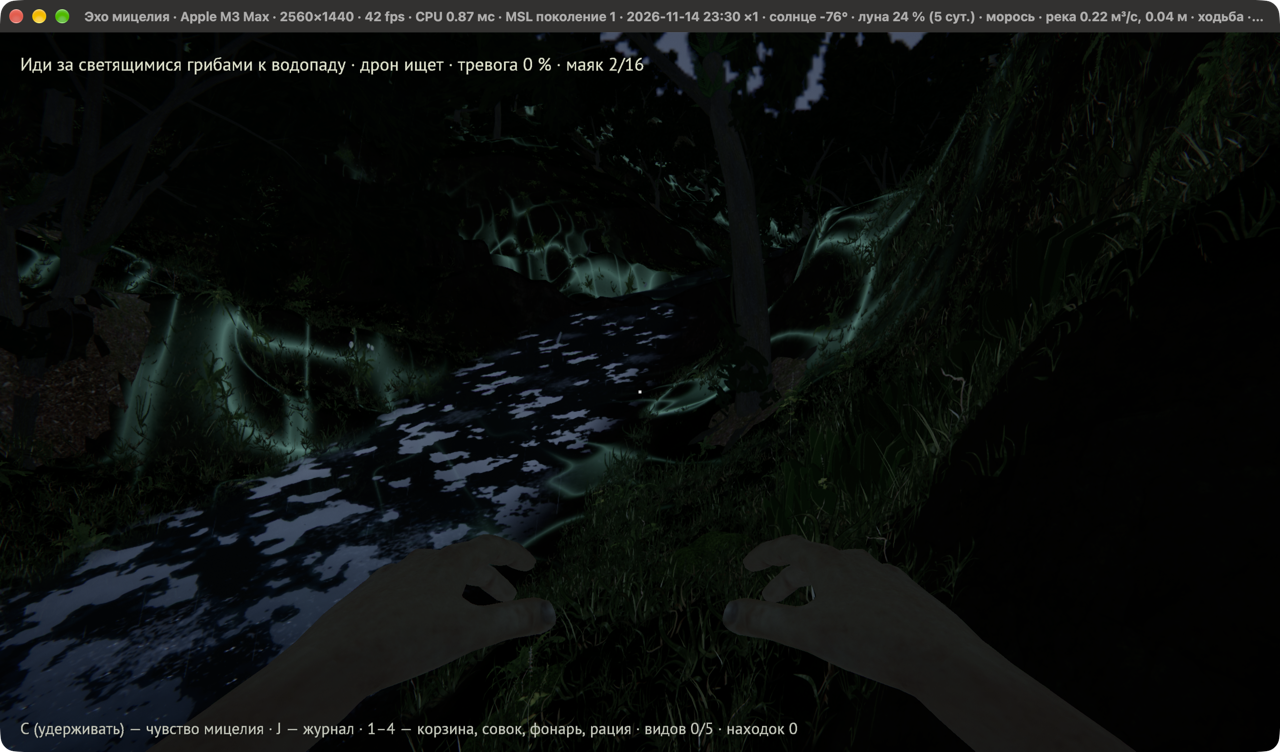 Эхо мицелия · Apple M3 Max · 2560×1440 · 42 fps · CPU 0.87 мс · MSL поколение 1 · 2026-11-14 23:30 ×1 · солнце -76° · луна 24 % (5 сут.) · морось · река 0.22 м³/с, 0.04 м · ходьба ·...
Иди за светящимися грибами к водопаду · дрон ищет · тревога 0 % · маяк 2/16
C (удерживать) — чувство мицелия · J — журнал · 1–4 — корзина, совок, фонарь, рация · видов 0/5 · находок 0